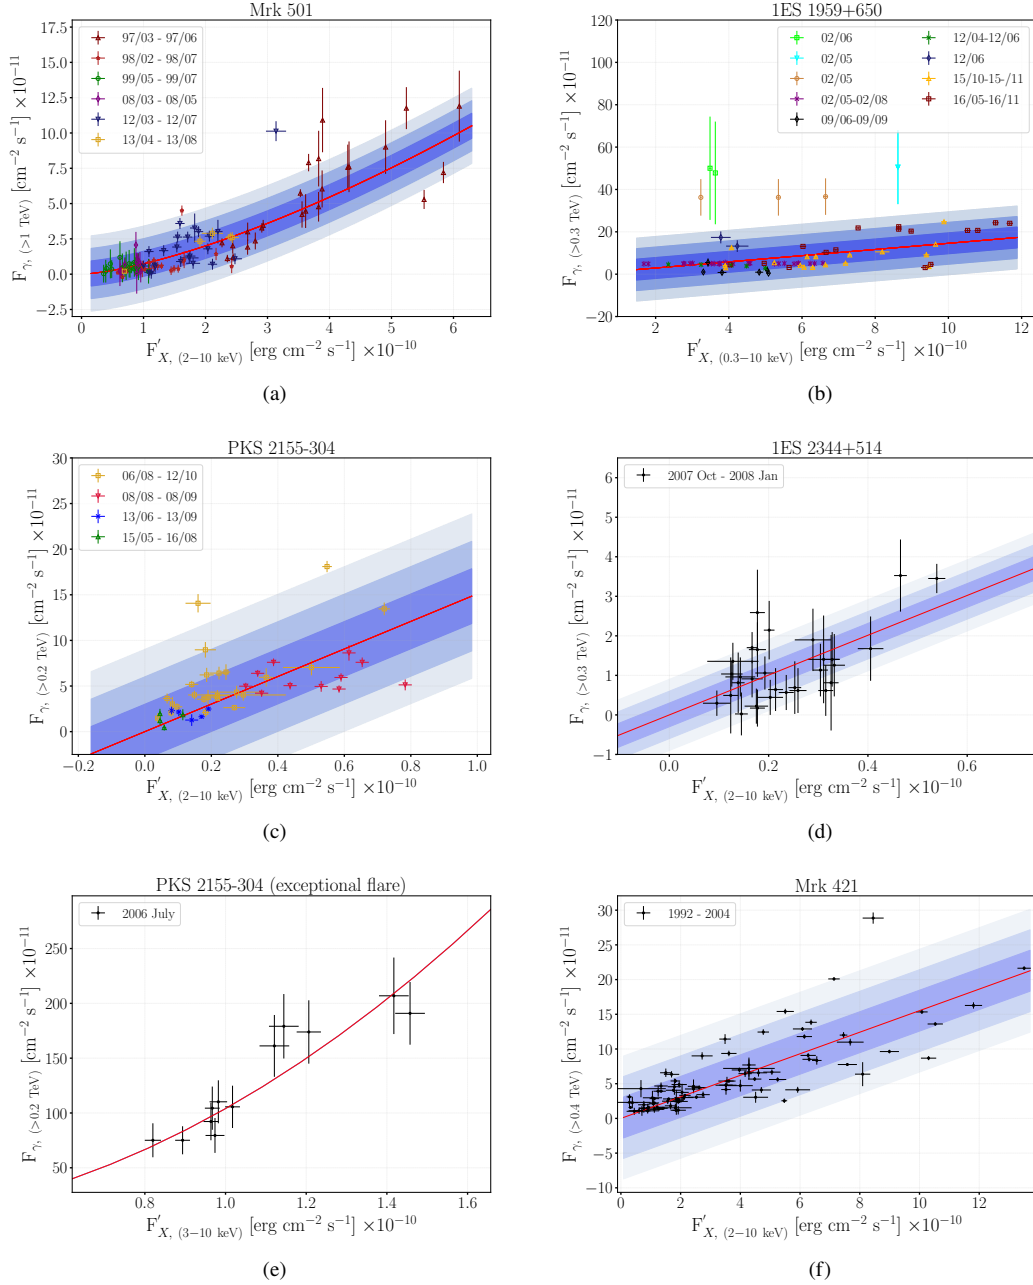 Mrk 501
17.5
15.0
12.5
10.0
7.5
5.0
2.5
0.0
−2.5
97/03 - 97/06
98/02 - 98/07
99/05 - 99/07
08/03 - 08/05
12/03 - 12/07
13/04 - 13/08
F_γ, (>1 TeV) [cm−2 s−1] ×10−11
0 1 2 3 4 5 6
F′_X, (2−10 keV) [erg cm−2 s−1] ×10−10
(a)
1ES 1959+650
120
100
80
60
40
20
0
−20
02/06
02/05
02/05
02/05-02/08
09/06-09/09
12/04-12/06
12/06
15/10-15-/11
16/05-16/11
F_γ, (>0.3 TeV) [cm−2 s−1] ×10−11
2 4 6 8 10 12
F′_X, (0.3−10 keV) [erg cm−2 s−1] ×10−10
(b)
PKS 2155-304
30
25
20
15
10
5
0
06/08 - 12/10
08/08 - 08/09
13/06 - 13/09
15/05 - 16/08
F_γ, (>0.2 TeV) [cm−2 s−1] ×10−11
−0.2 0.0 0.2 0.4 0.6 0.8 1.0
F′_X, (2−10 keV) [erg cm−2 s−1] ×10−10
(c)
1ES 2344+514
6
5
4
3
2
1
0
−1
2007 Oct - 2008 Jan
F_γ, (>0.3 TeV) [cm−2 s−1] ×10−11
0.0 0.2 0.4 0.6
F′_X, (2−10 keV) [erg cm−2 s−1] ×10−10
(d)
PKS 2155-304 (exceptional flare)
250
200
150
100
50
2006 July
F_γ, (>0.2 TeV) [cm−2 s−1] ×10−11
0.8 1.0 1.2 1.4 1.6
F′_X, (3−10 keV) [erg cm−2 s−1] ×10−10
(e)
Mrk 421
30
25
20
15
10
5
0
−5
−10
1992 - 2004
F_γ, (>0.4 TeV) [cm−2 s−1] ×10−11
0 2 4 6 8 10 12
F′_X, (2−10 keV) [erg cm−2 s−1] ×10−10
(f)